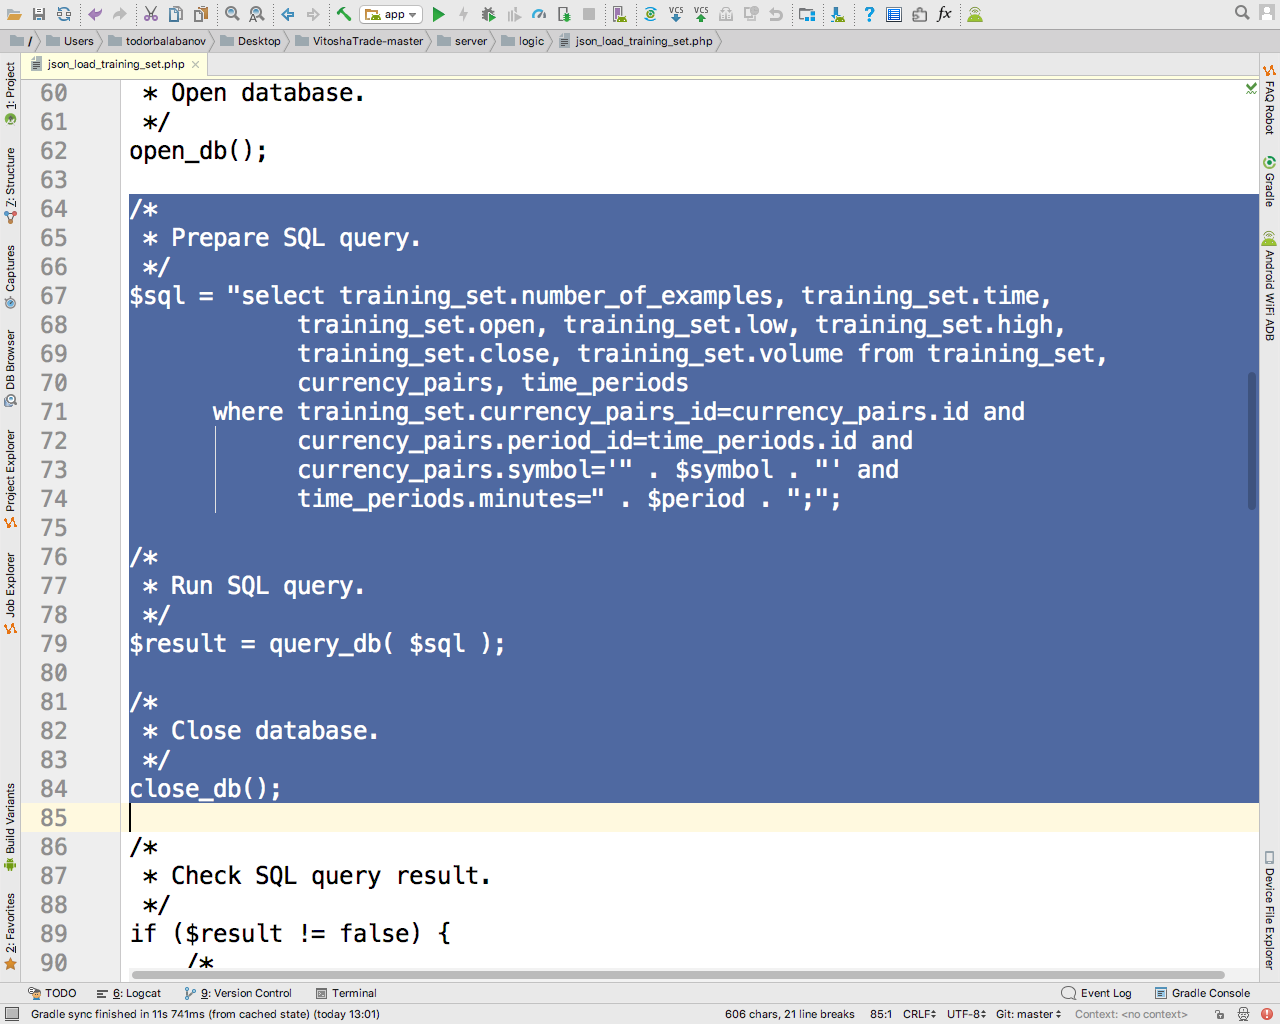 app
VCS
VCS
?
fx
/
Users
todorbalabanov
Desktop
VitoshaTrade-master
server
logic
json_load_training_set.php
json_load_training_set.php
1: Project
7: Structure
Captures
DB Browser
Project Explorer
Job Explorer
Build Variants
2: Favorites
60 * Open database.
61 */
62 open_db();
63
64 /*
65 * Prepare SQL query.
66 */
67 $sql = "select training_set.number_of_examples, training_set.time,
68 training_set.open, training_set.low, training_set.high,
69 training_set.close, training_set.volume from training_set,
70 currency_pairs, time_periods
71 where training_set.currency_pairs_id=currency_pairs.id and
72 currency_pairs.period_id=time_periods.id and
73 currency_pairs.symbol='" . $symbol . "' and
74 time_periods.minutes=" . $period . ";";
75
76 /*
77 * Run SQL query.
78 */
79 $result = query_db( $sql );
80
81 /*
82 * Close database.
83 */
84 close_db();
85
86 /*
87 * Check SQL query result.
88 */
89 if ($result != false) {
90 /*
FAQ Robot
Gradle
Android WiFi ADB
Device File Explorer
TODO
6: Logcat
9: Version Control
Terminal
Event Log
Gradle Console
Gradle sync finished in 11s 741ms (from cached state) (today 13:01)
606 chars, 21 line breaks
85:1
CRLF
UTF-8
Git: master
Context: <no context>